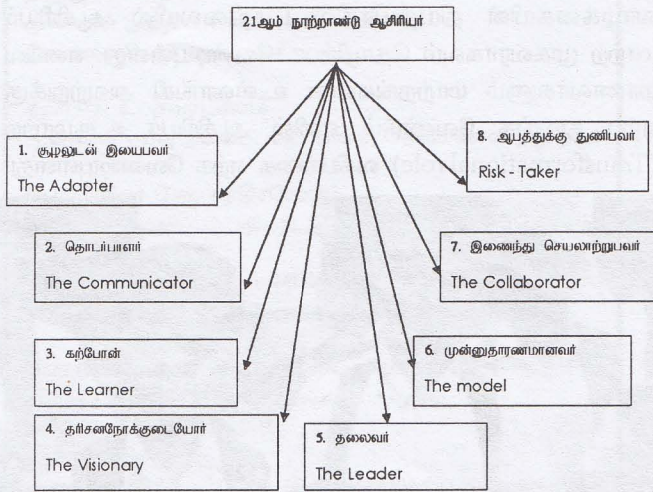 21ஆம் நூற்றாண்டு ஆசிரியர்
1. சூழலுடன் இயைபவர்
The Adapter
2. தொடர்பாளர்
The Communicator
3. கற்போன்
The Learner
4. தரிசனநோக்குடையோர்
The Visionary
5. தலைவர்
The Leader
6. முன்னுதாரணமானவர்
The model
7. இணைந்து செயலாற்றுபவர்
The Collaborator
8. ஆபத்துக்கு துணிபவர்
Risk - Taker